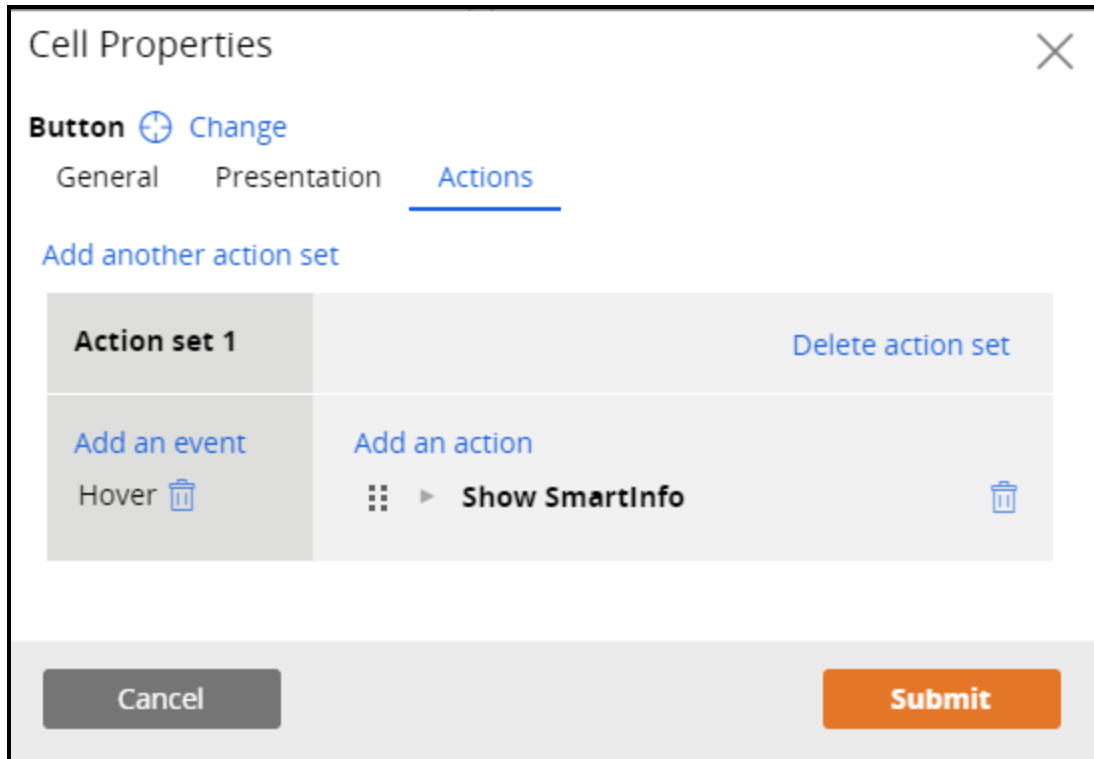 Cell Properties
Button Change
General Presentation Actions
Add another action set
Action set 1 Delete action set
Add an event Add an action
Hover Show SmartInfo
Cancel Submit